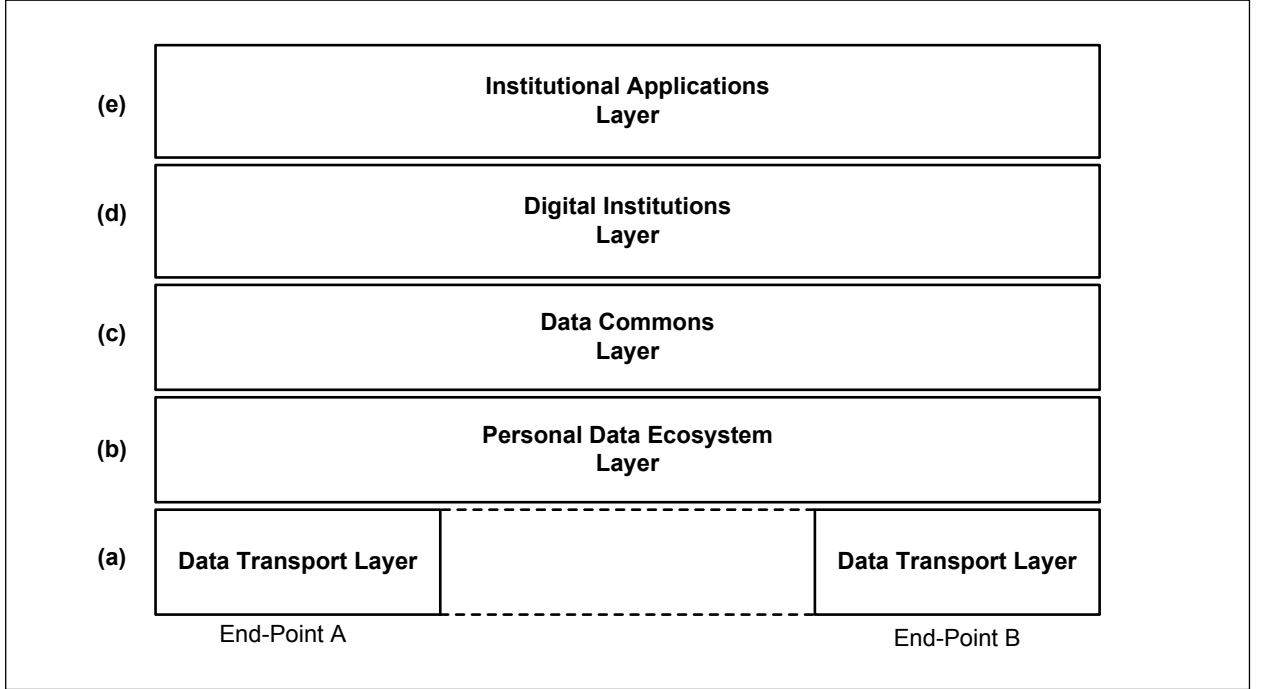 (e)
Institutional Applications
Layer
(d)
Digital Institutions
Layer
(c)
Data Commons
Layer
(b)
Personal Data Ecosystem
Layer
(a)
Data Transport Layer
Data Transport Layer
End-Point A
End-Point B